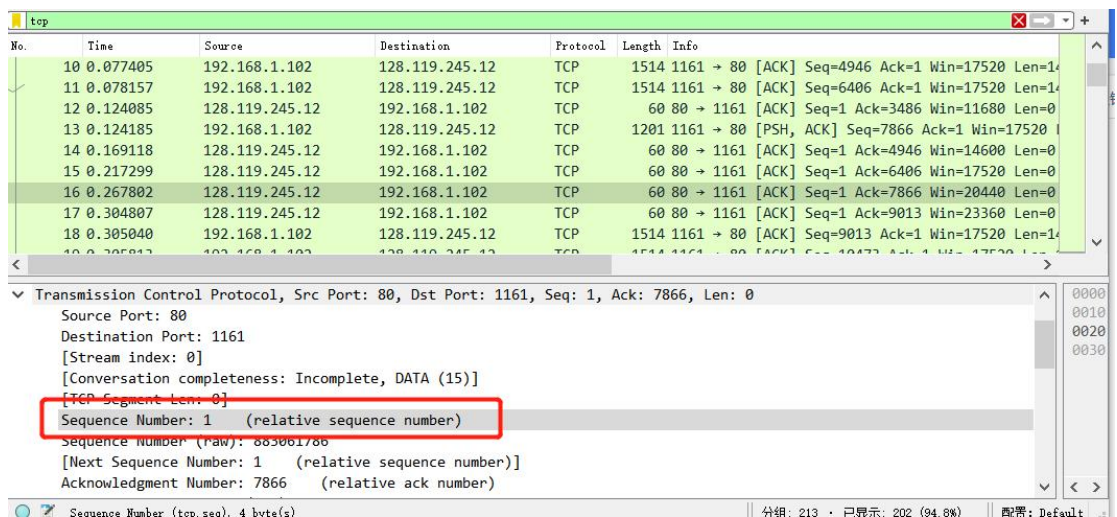 tcp
No. Time Source Destination Protocol Length Info
10 0.077405 192.168.1.102 128.119.245.12 TCP 1514 1161 → 80 [ACK] Seq=4946 Ack=1 Win=17520 Len=14
11 0.078157 192.168.1.102 128.119.245.12 TCP 1514 1161 → 80 [ACK] Seq=6406 Ack=1 Win=17520 Len=14
12 0.124085 128.119.245.12 192.168.1.102 TCP 60 80 → 1161 [ACK] Seq=1 Ack=3486 Win=11680 Len=0
13 0.124185 192.168.1.102 128.119.245.12 TCP 1201 1161 → 80 [PSH, ACK] Seq=7866 Ack=1 Win=17520
14 0.169118 128.119.245.12 192.168.1.102 TCP 60 80 → 1161 [ACK] Seq=1 Ack=4946 Win=14600 Len=0
15 0.217299 128.119.245.12 192.168.1.102 TCP 60 80 → 1161 [ACK] Seq=1 Ack=6406 Win=17520 Len=0
16 0.267802 128.119.245.12 192.168.1.102 TCP 60 80 → 1161 [ACK] Seq=1 Ack=7866 Win=20440 Len=0
17 0.304807 128.119.245.12 192.168.1.102 TCP 60 80 → 1161 [ACK] Seq=1 Ack=9013 Win=23360 Len=0
18 0.305040 192.168.1.102 128.119.245.12 TCP 1514 1161 → 80 [ACK] Seq=9013 Ack=1 Win=17520 Len=14
Transmission Control Protocol, Src Port: 80, Dst Port: 1161, Seq: 1, Ack: 7866, Len: 0
Source Port: 80
Destination Port: 1161
[Stream index: 0]
[Conversation completeness: Incomplete, DATA (15)]
[TCP Segment Len: 0]
Sequence Number: 1 (relative sequence number)
Sequence Number (raw): 883061786
[Next Sequence Number: 1 (relative sequence number)]
Acknowledgment Number: 7866 (relative ack number)
0000
0010
0020
0030
Sequence Number (tcp.seq), 4 byte(s) 分组: 213 · 已显示: 202 (94.8%) 配置: Default